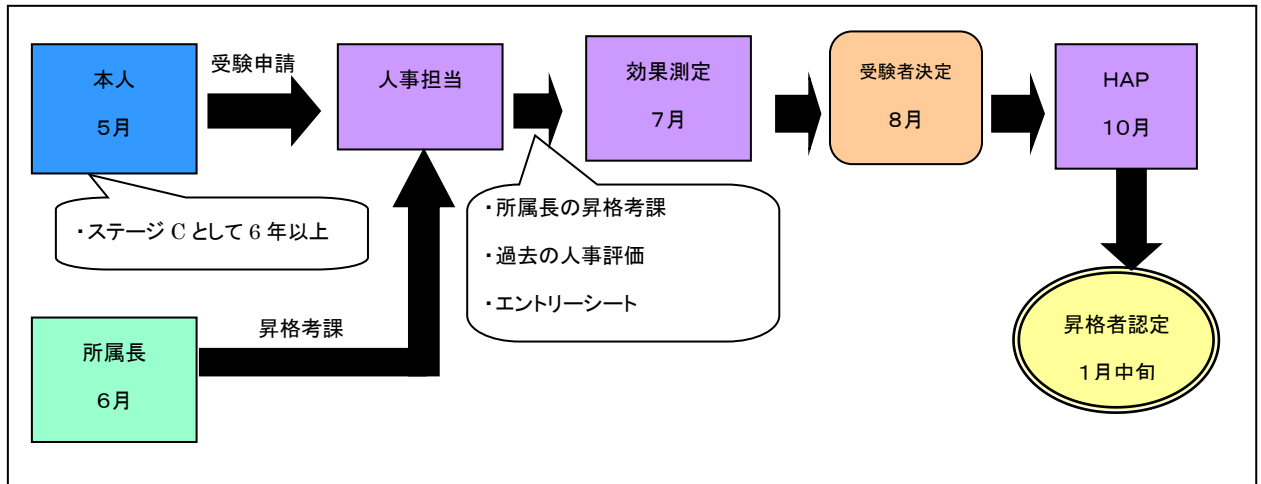 本人
５月
受験申請
人事担当
効果測定
７月
受験者決定
８月
ＨＡＰ
１０月
・ステージ C として 6 年以上
・所属長の昇格考課
・過去の人事評価
・エントリーシート
所属長
６月
昇格考課
昇格者認定
１月中旬